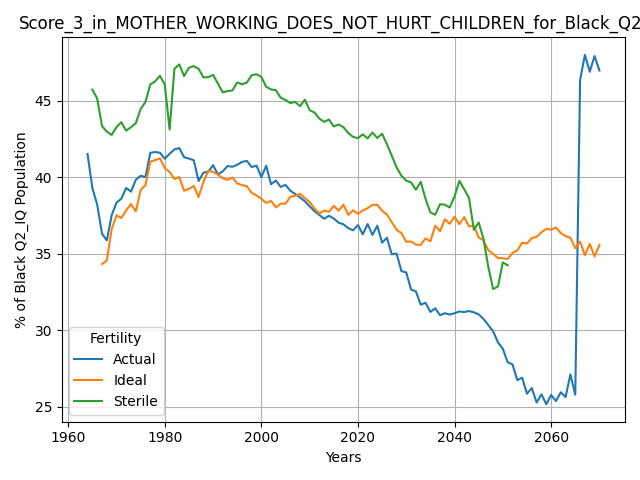 Score_3_in_MOTHER_WORKING_DOES_NOT_HURT_CHILDREN_for_Black_Q2
% of Black Q2_IQ Population
45
40
35
30
25
Fertility
Actual
Ideal
Sterile
1960 1980 2000 2020 2040 2060
Years